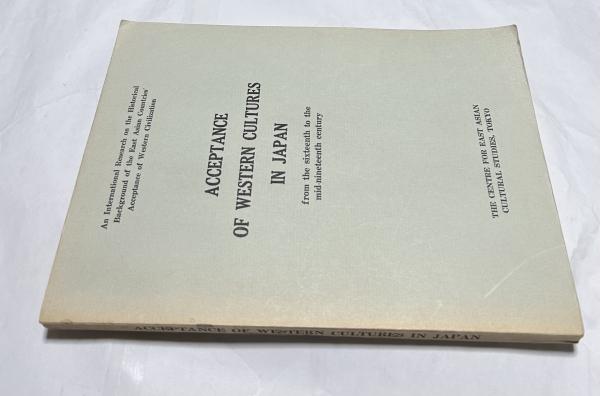 An International Research on the Historical
Background of the East Asian Countries'
Acceptance of Western Civilization
ACCEPTANCE
OF WESTERN CULTURES
IN JAPAN
from the sixteenth to the
mid-nineteenth century
THE CENTRE FOR EAST ASIAN
CULTURAL STUDIES, TOKYO
ACCEPTANCE OF WESTERN CULTURES IN JAPAN